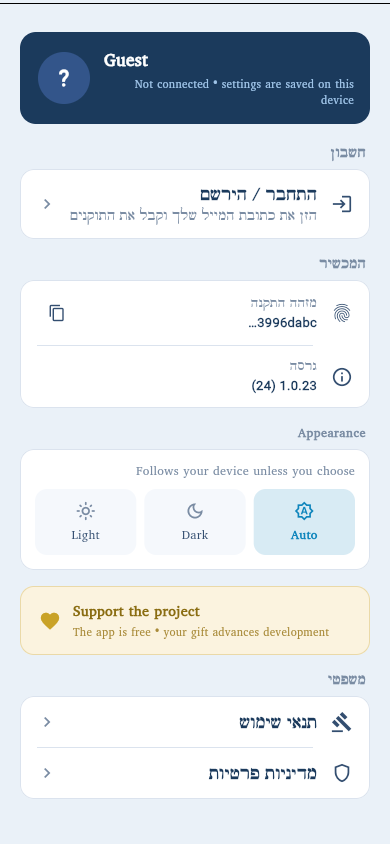 ?
Guest
Not connected • settings are saved on this
device
חשבון
התחבר / הירשם
הזן את כתובת המייל שלך וקבל את התוקנים
המכשיר
מזהה התקנה
3996dabc…
גרסה
1.0.23 (24)
Appearance
Follows your device unless you choose
Light
Dark
Auto
Support the project
The app is free • your gift advances development
משפטי
תנאי שימוש
מדיניות פרטיות